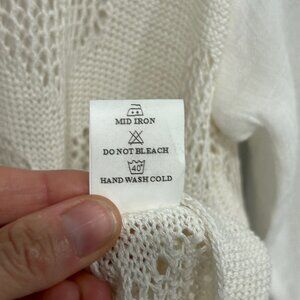 MID IRON
DO NOT BLEACH
40°
HAND WASH COLD